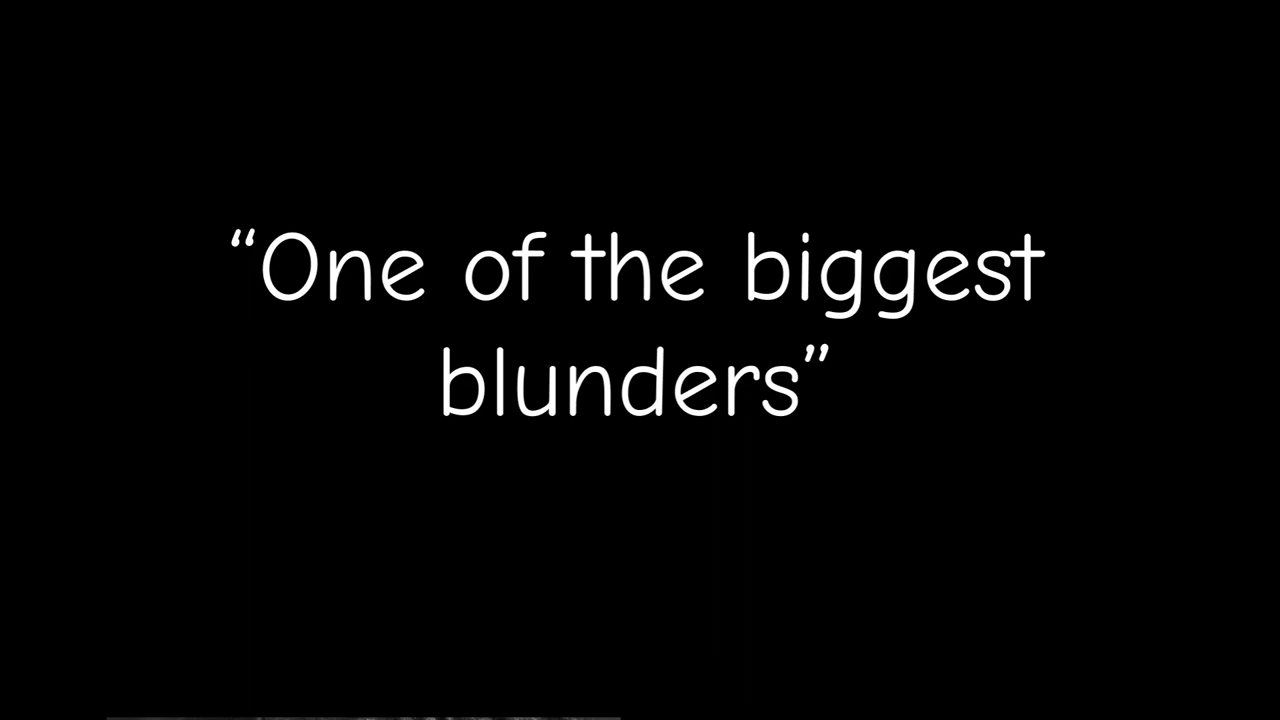 “One of the biggest
blunders”